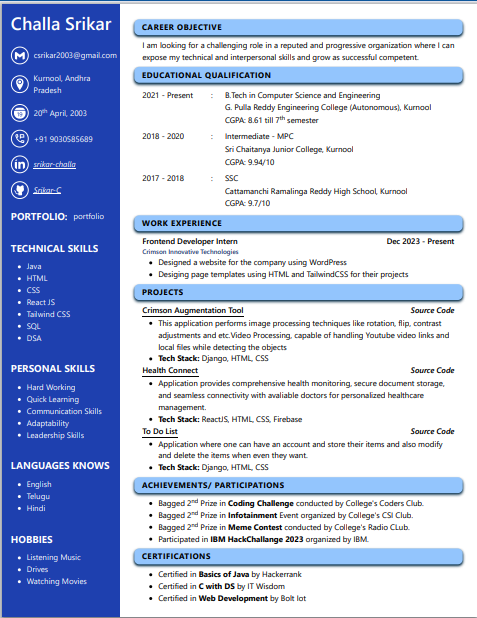 Challa Srikar
csrikar2003@gmail.com
Kurnool, Andhra
Pradesh
20th April, 2003
+91 9030585689
srikar-challa
Srikar-C
PORTFOLIO: portfolio
TECHNICAL SKILLS
• Java
• HTML
• CSS
• React JS
• Tailwind CSS
• SQL
• DSA
PERSONAL SKILLS
• Hard Working
• Quick Learning
• Communication Skills
• Adaptability
• Leadership Skills
LANGUAGES KNOWS
• English
• Telugu
• Hindi
HOBBIES
• Listening Music
• Drives
• Watching Movies
CAREER OBJECTIVE
I am looking for a challenging role in a reputed and progressive organization where I can
expose my technical and interpersonal skills and grow as successful competent.
EDUCATIONAL QUALIFICATION
2021 - Present : B.Tech in Computer Science and Engineering
G. Pulla Reddy Engineering College (Autonomous), Kurnool
CGPA: 8.61 till 7th semester
2018 - 2020 : Intermediate - MPC
Sri Chaitanya Junior College, Kurnool
CGPA: 9.94/10
2017 - 2018 : SSC
Cattamanchi Ramalinga Reddy High School, Kurnool
CGPA: 9.7/10
WORK EXPERIENCE
Frontend Developer Intern Dec 2023 - Present
Crimson Innovative Technologies
• Designed a website for the company using WordPress
• Desiging page templates using HTML and TailwindCSS for their projects
PROJECTS
Crimson Augmentation Tool Source Code
• This application performs image processing techniques like rotation, flip, contrast
adjustments and etc.Video Processing, capable of handling Youtube video links and
local files while detecting the objects
• Tech Stack: Django, HTML, CSS
Health Connect Source Code
• Application provides comprehensive health monitoring, secure document storage,
and seamless connectivity with avaliable doctors for personalized healthcare
management.
• Tech Stack: ReactJS, HTML, CSS, Firebase
To Do List Source Code
• Application where one can have an account and store their items and also modify
and delete the items when even they want.
• Tech Stack: Django, HTML, CSS
ACHIEVEMENTS/ PARTICIPATIONS
• Bagged 2nd Prize in Coding Challenge conducted by College's Coders Club.
• Bagged 2nd Prize in Infotainment Event organized by College's CSI Club.
• Bagged 2nd Prize in Meme Contest conducted by College's Radio CLub.
• Participated in IBM HackChallange 2023 organized by IBM.
CERTIFICATIONS
• Certified in Basics of Java by Hackerrank
• Certified in C with DS by IT Wisdom
• Certified in Web Development by Bolt Iot